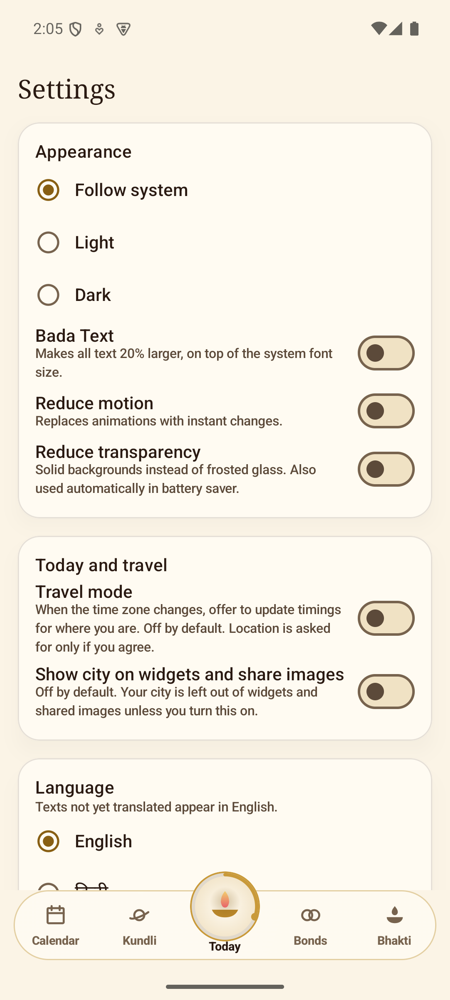 2:05
Settings
Appearance
Follow system
Light
Dark
Bada Text
Makes all text 20% larger, on top of the system font
size.
Reduce motion
Replaces animations with instant changes.
Reduce transparency
Solid backgrounds instead of frosted glass. Also
used automatically in battery saver.
Today and travel
Travel mode
When the time zone changes, offer to update timings
for where you are. Off by default. Location is asked
for only if you agree.
Show city on widgets and share images
Off by default. Your city is left out of widgets and
shared images unless you turn this on.
Language
Texts not yet translated appear in English.
English
Calendar
Kundli
Today
Bonds
Bhakti